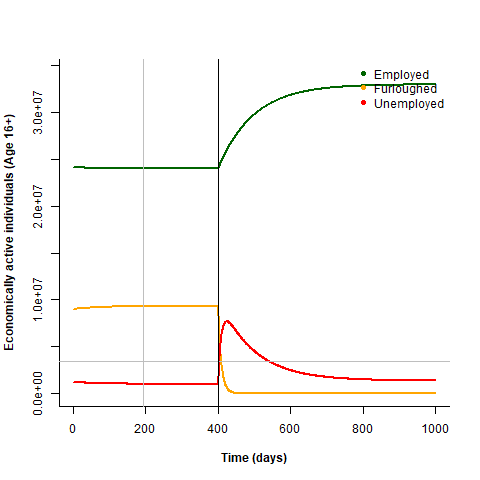 Employed
Furloughed
Unemployed
Economically active individuals (Age 16+)
3.0e+07
2.0e+07
1.0e+07
0.0e+00
0 200 400 600 800 1000
Time (days)